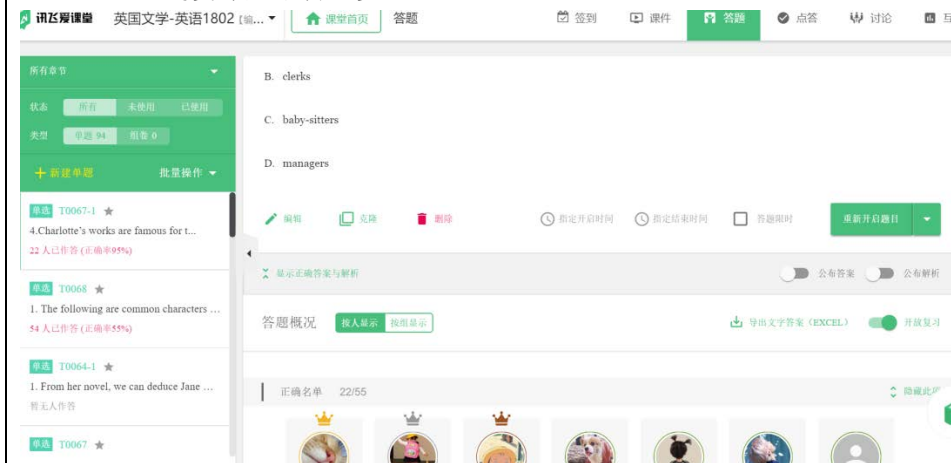 讯飞爱课堂 英国文学-英语1802 [编... 课堂首页 答题 签到 课件 答题 点答 讨论
所有章节
状态 所有 未使用 已使用
类型 单题 94 组卷 0
+ 新建单题 批量操作
单选 T0067-1
4.Charlotte's works are famous for t...
22 人已作答 (正确率95%)
单选 T0068
1. The following are common characters ...
54 人已作答 (正确率55%)
单选 T0064-1
1. From her novel, we can deduce Jane ...
暂无人作答
单选 T0067
B. clerks
C. baby-sitters
D. managers
编辑 克隆 删除 指定开启时间 指定结束时间 答题限时 重新开启题目
显示正确答案与解析 公布答案 公布解析
答题概况 按人显示 按组显示 导出文字答案 (EXCEL) 开放复习
正确名单 22/55 隐藏此项